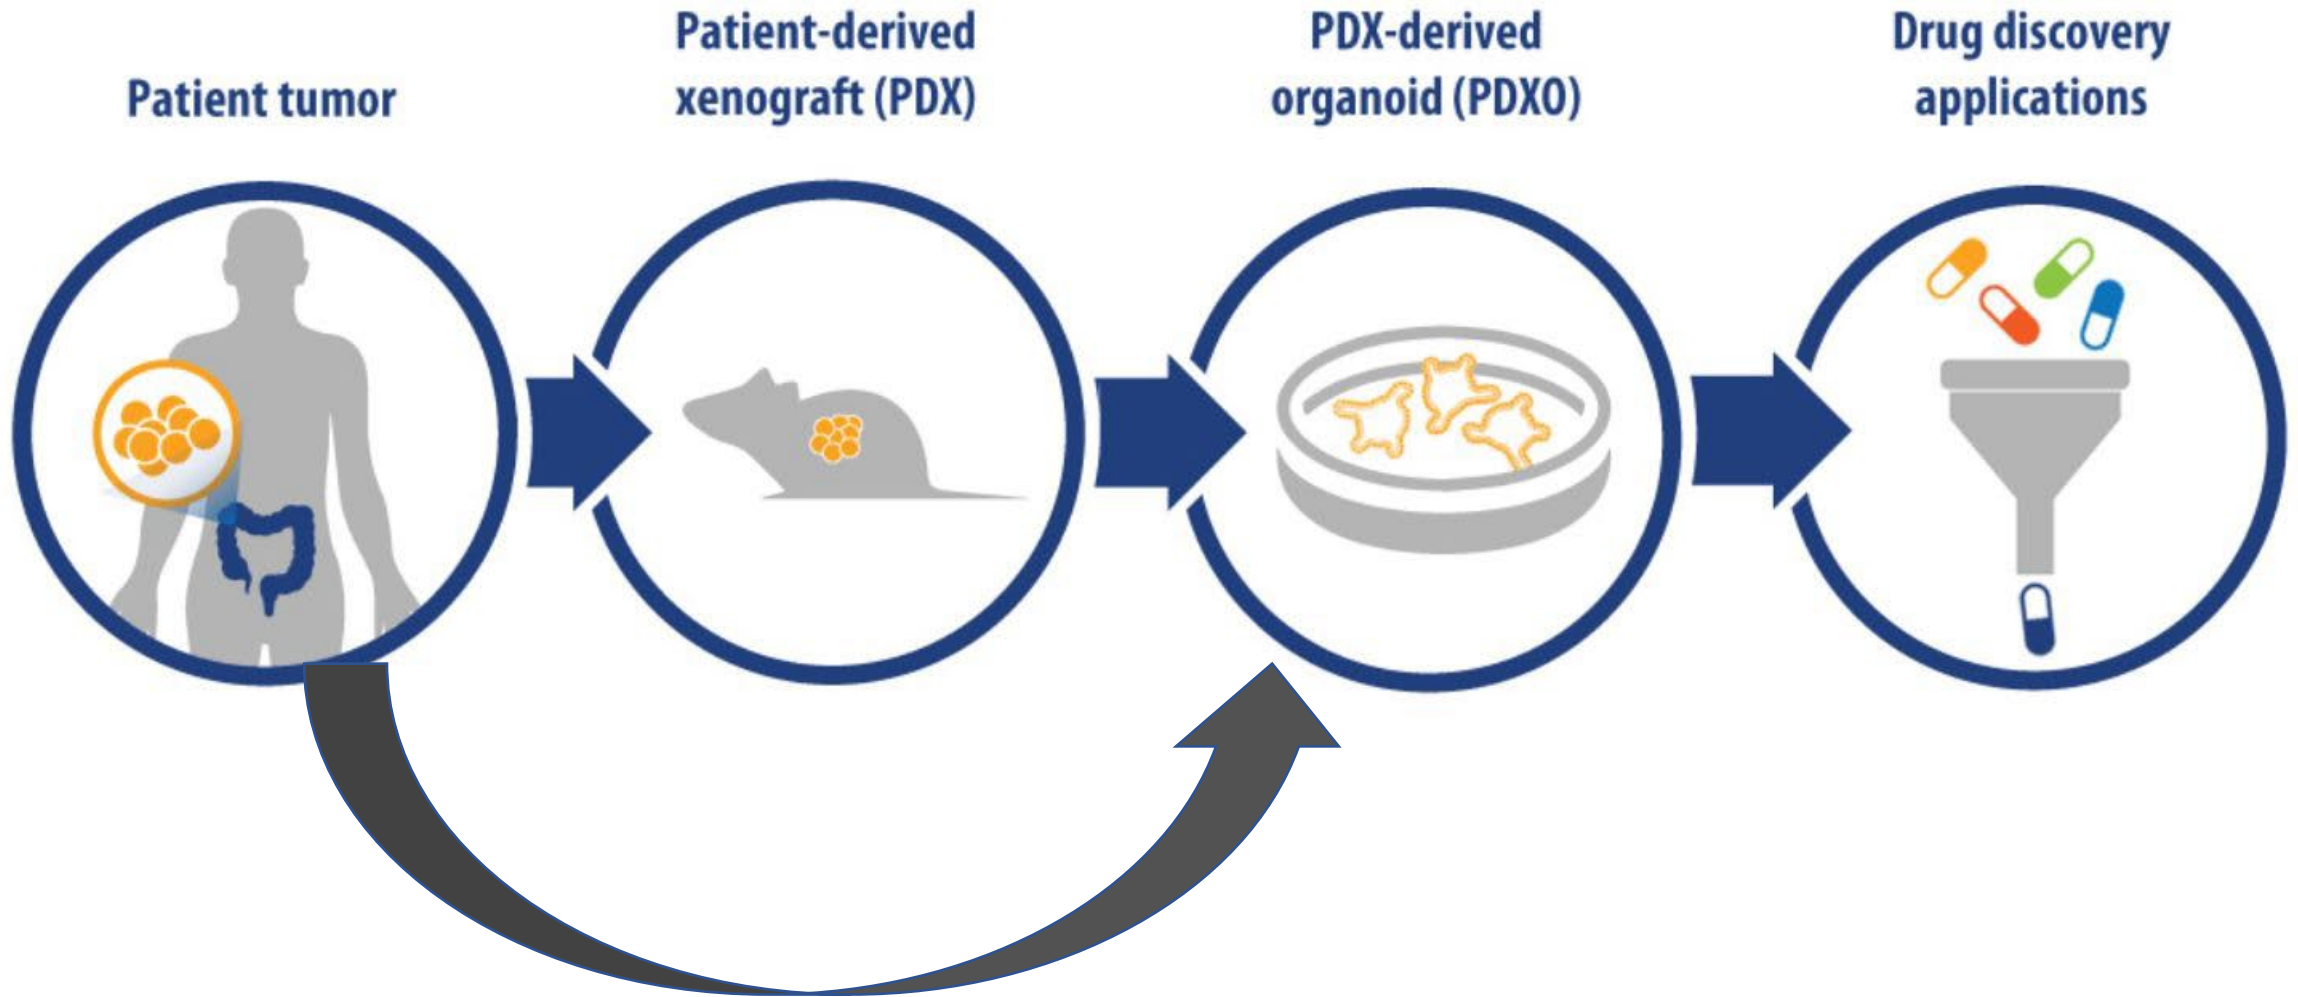 Patient tumor
Patient-derived
xenograft (PDX)
PDX-derived
organoid (PDXO)
Drug discovery
applications